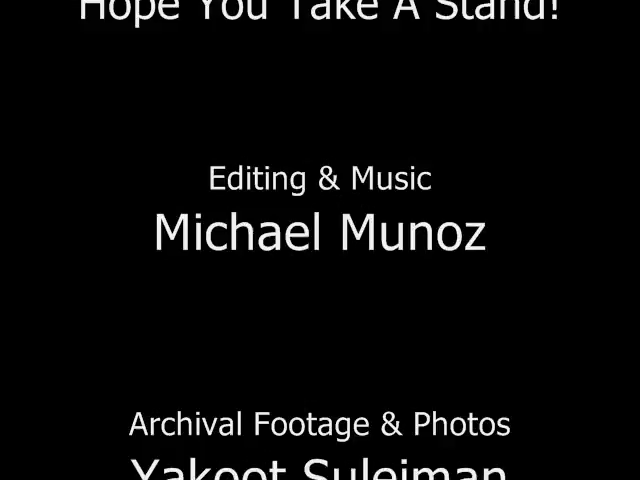 Hope You Take A Stand!
Editing & Music
Michael Munoz
Archival Footage & Photos
Yakoot Suleiman